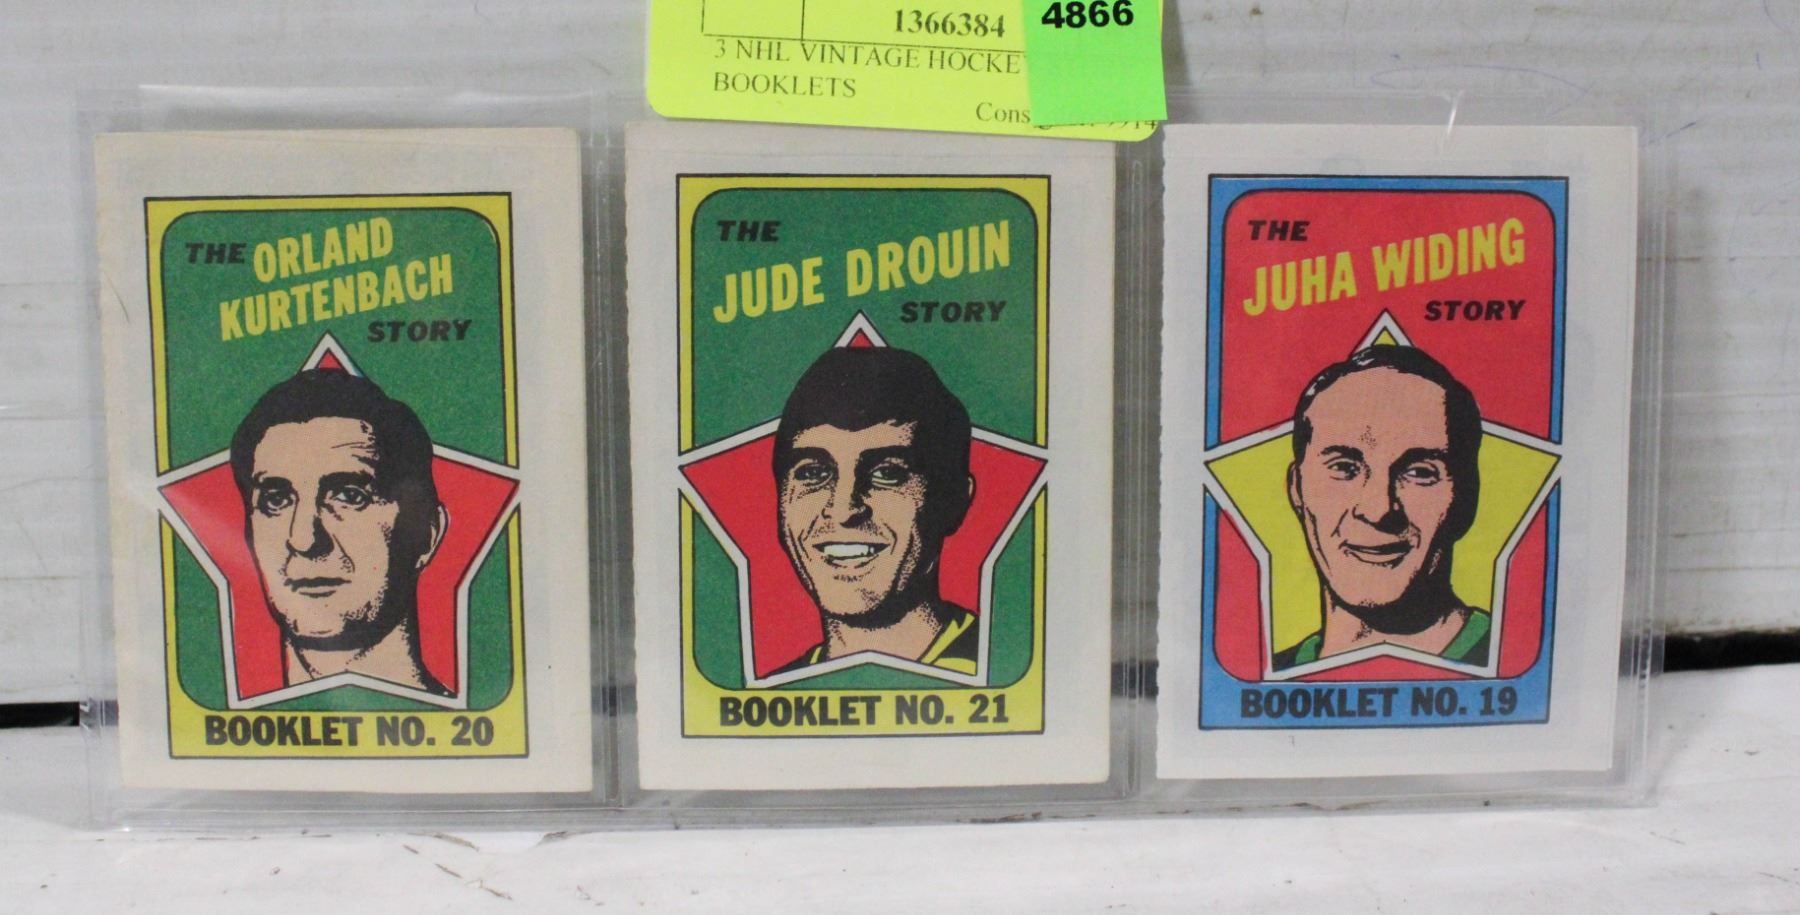 4866
1366384
3 NHL VINTAGE HOCKEY
BOOKLETS
THE ORLAND
KURTENBACH
STORY
BOOKLET NO. 20
THE
JUDE DROUIN
STORY
BOOKLET NO. 21
THE
JUHA WIDING
STORY
BOOKLET NO. 19